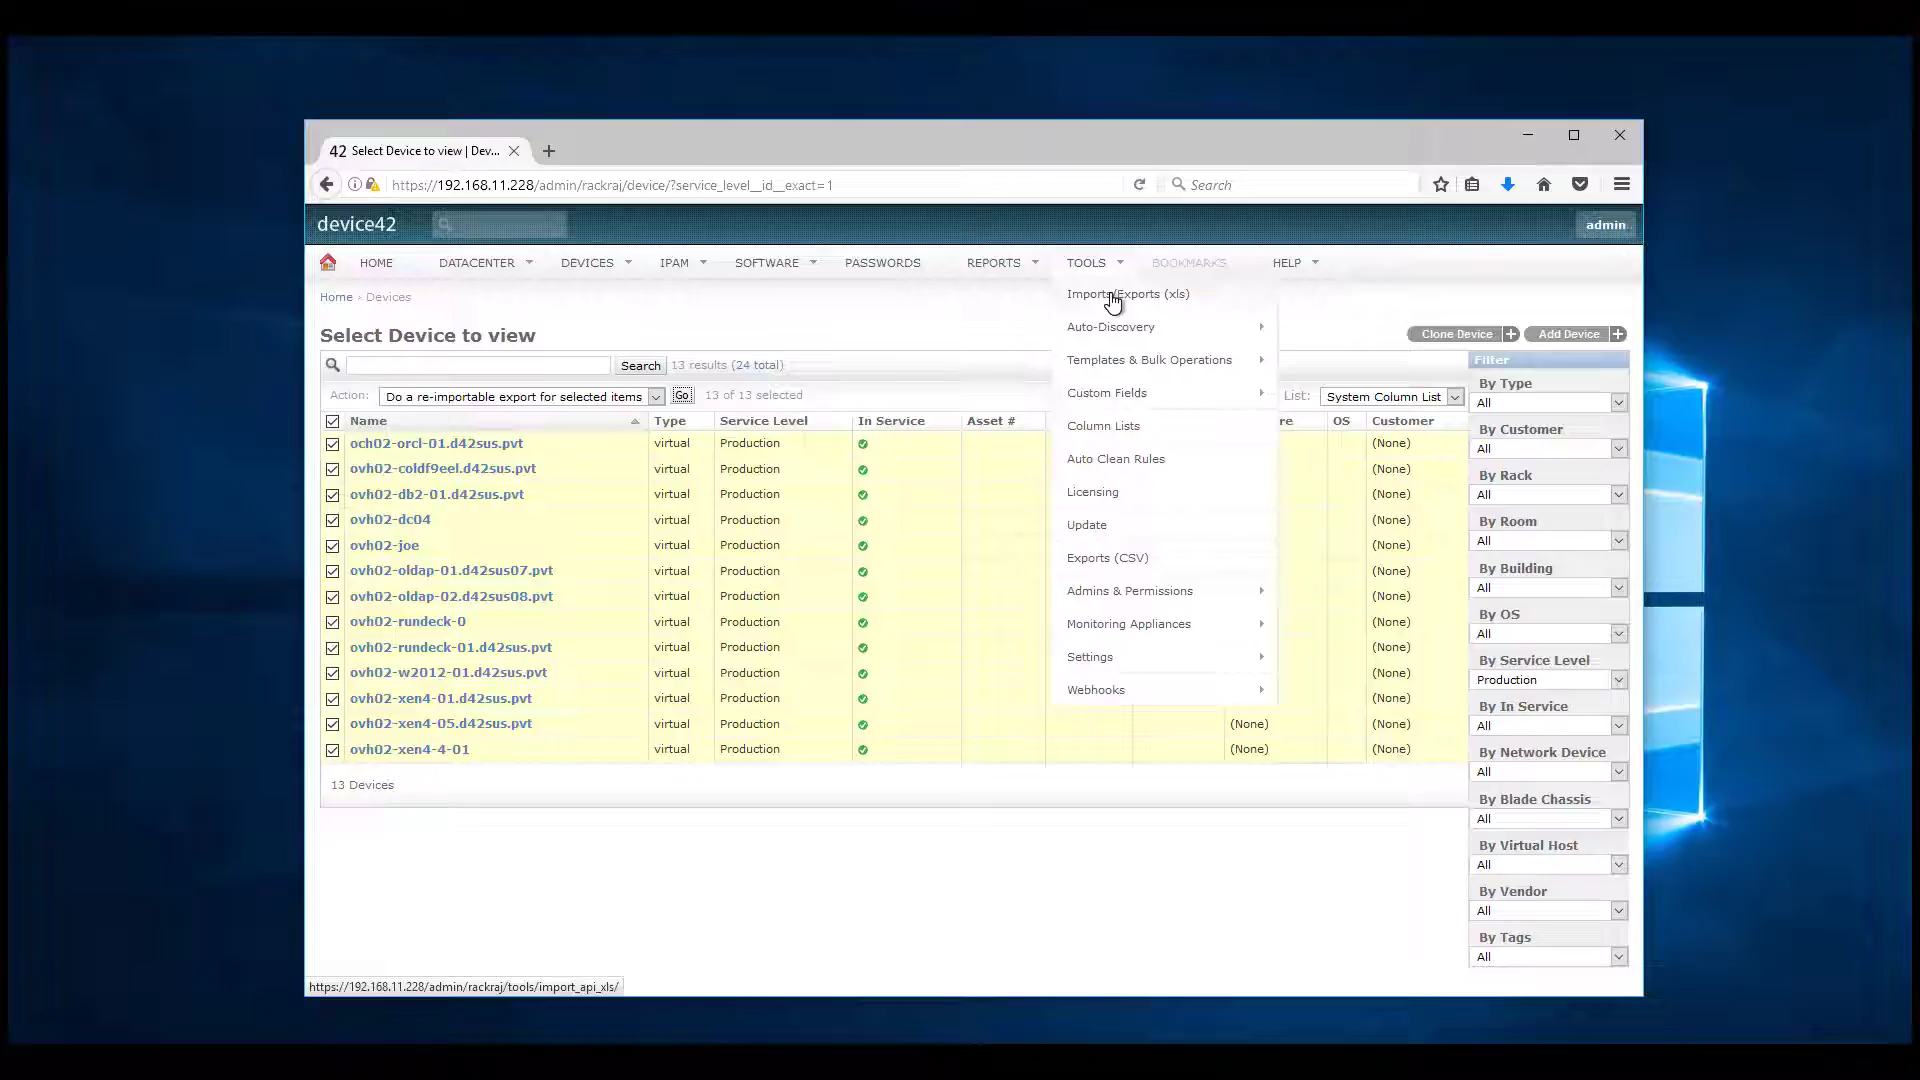 42 Select Device to view | Dev...
https://192.168.11.228/admin/rackraj/device/?service_level__id__exact=1
Search
device42
admin
HOME DATACENTER DEVICES IPAM SOFTWARE PASSWORDS REPORTS TOOLS BOOKMARKS HELP
Home › Devices
Select Device to view
Clone Device
Add Device
Search 13 results (24 total)
Action: Do a re-importable export for selected items Go 13 of 13 selected
List: System Column List
Name Type Service Level In Service Asset # re OS Customer
och02-orcl-01.d42sus.pvt virtual Production (None)
ovh02-coldf9eel.d42sus.pvt virtual Production (None)
ovh02-db2-01.d42sus.pvt virtual Production (None)
ovh02-dc04 virtual Production (None)
ovh02-joe virtual Production (None)
ovh02-oldap-01.d42sus07.pvt virtual Production (None)
ovh02-oldap-02.d42sus08.pvt virtual Production (None)
ovh02-rundeck-0 virtual Production (None)
ovh02-rundeck-01.d42sus.pvt virtual Production (None)
ovh02-w2012-01.d42sus.pvt virtual Production (None)
ovh02-xen4-01.d42sus.pvt virtual Production (None)
ovh02-xen4-05.d42sus.pvt virtual Production (None) (None)
ovh02-xen4-4-01 virtual Production (None) (None)
13 Devices
Imports/Exports (xls)
Auto-Discovery
Templates & Bulk Operations
Custom Fields
Column Lists
Auto Clean Rules
Licensing
Update
Exports (CSV)
Admins & Permissions
Monitoring Appliances
Settings
Webhooks
Filter
By Type
All
By Customer
All
By Rack
All
By Room
All
By Building
All
By OS
All
By Service Level
Production
By In Service
All
By Network Device
All
By Blade Chassis
All
By Virtual Host
All
By Vendor
All
By Tags
All
https://192.168.11.228/admin/rackraj/tools/import_api_xls/